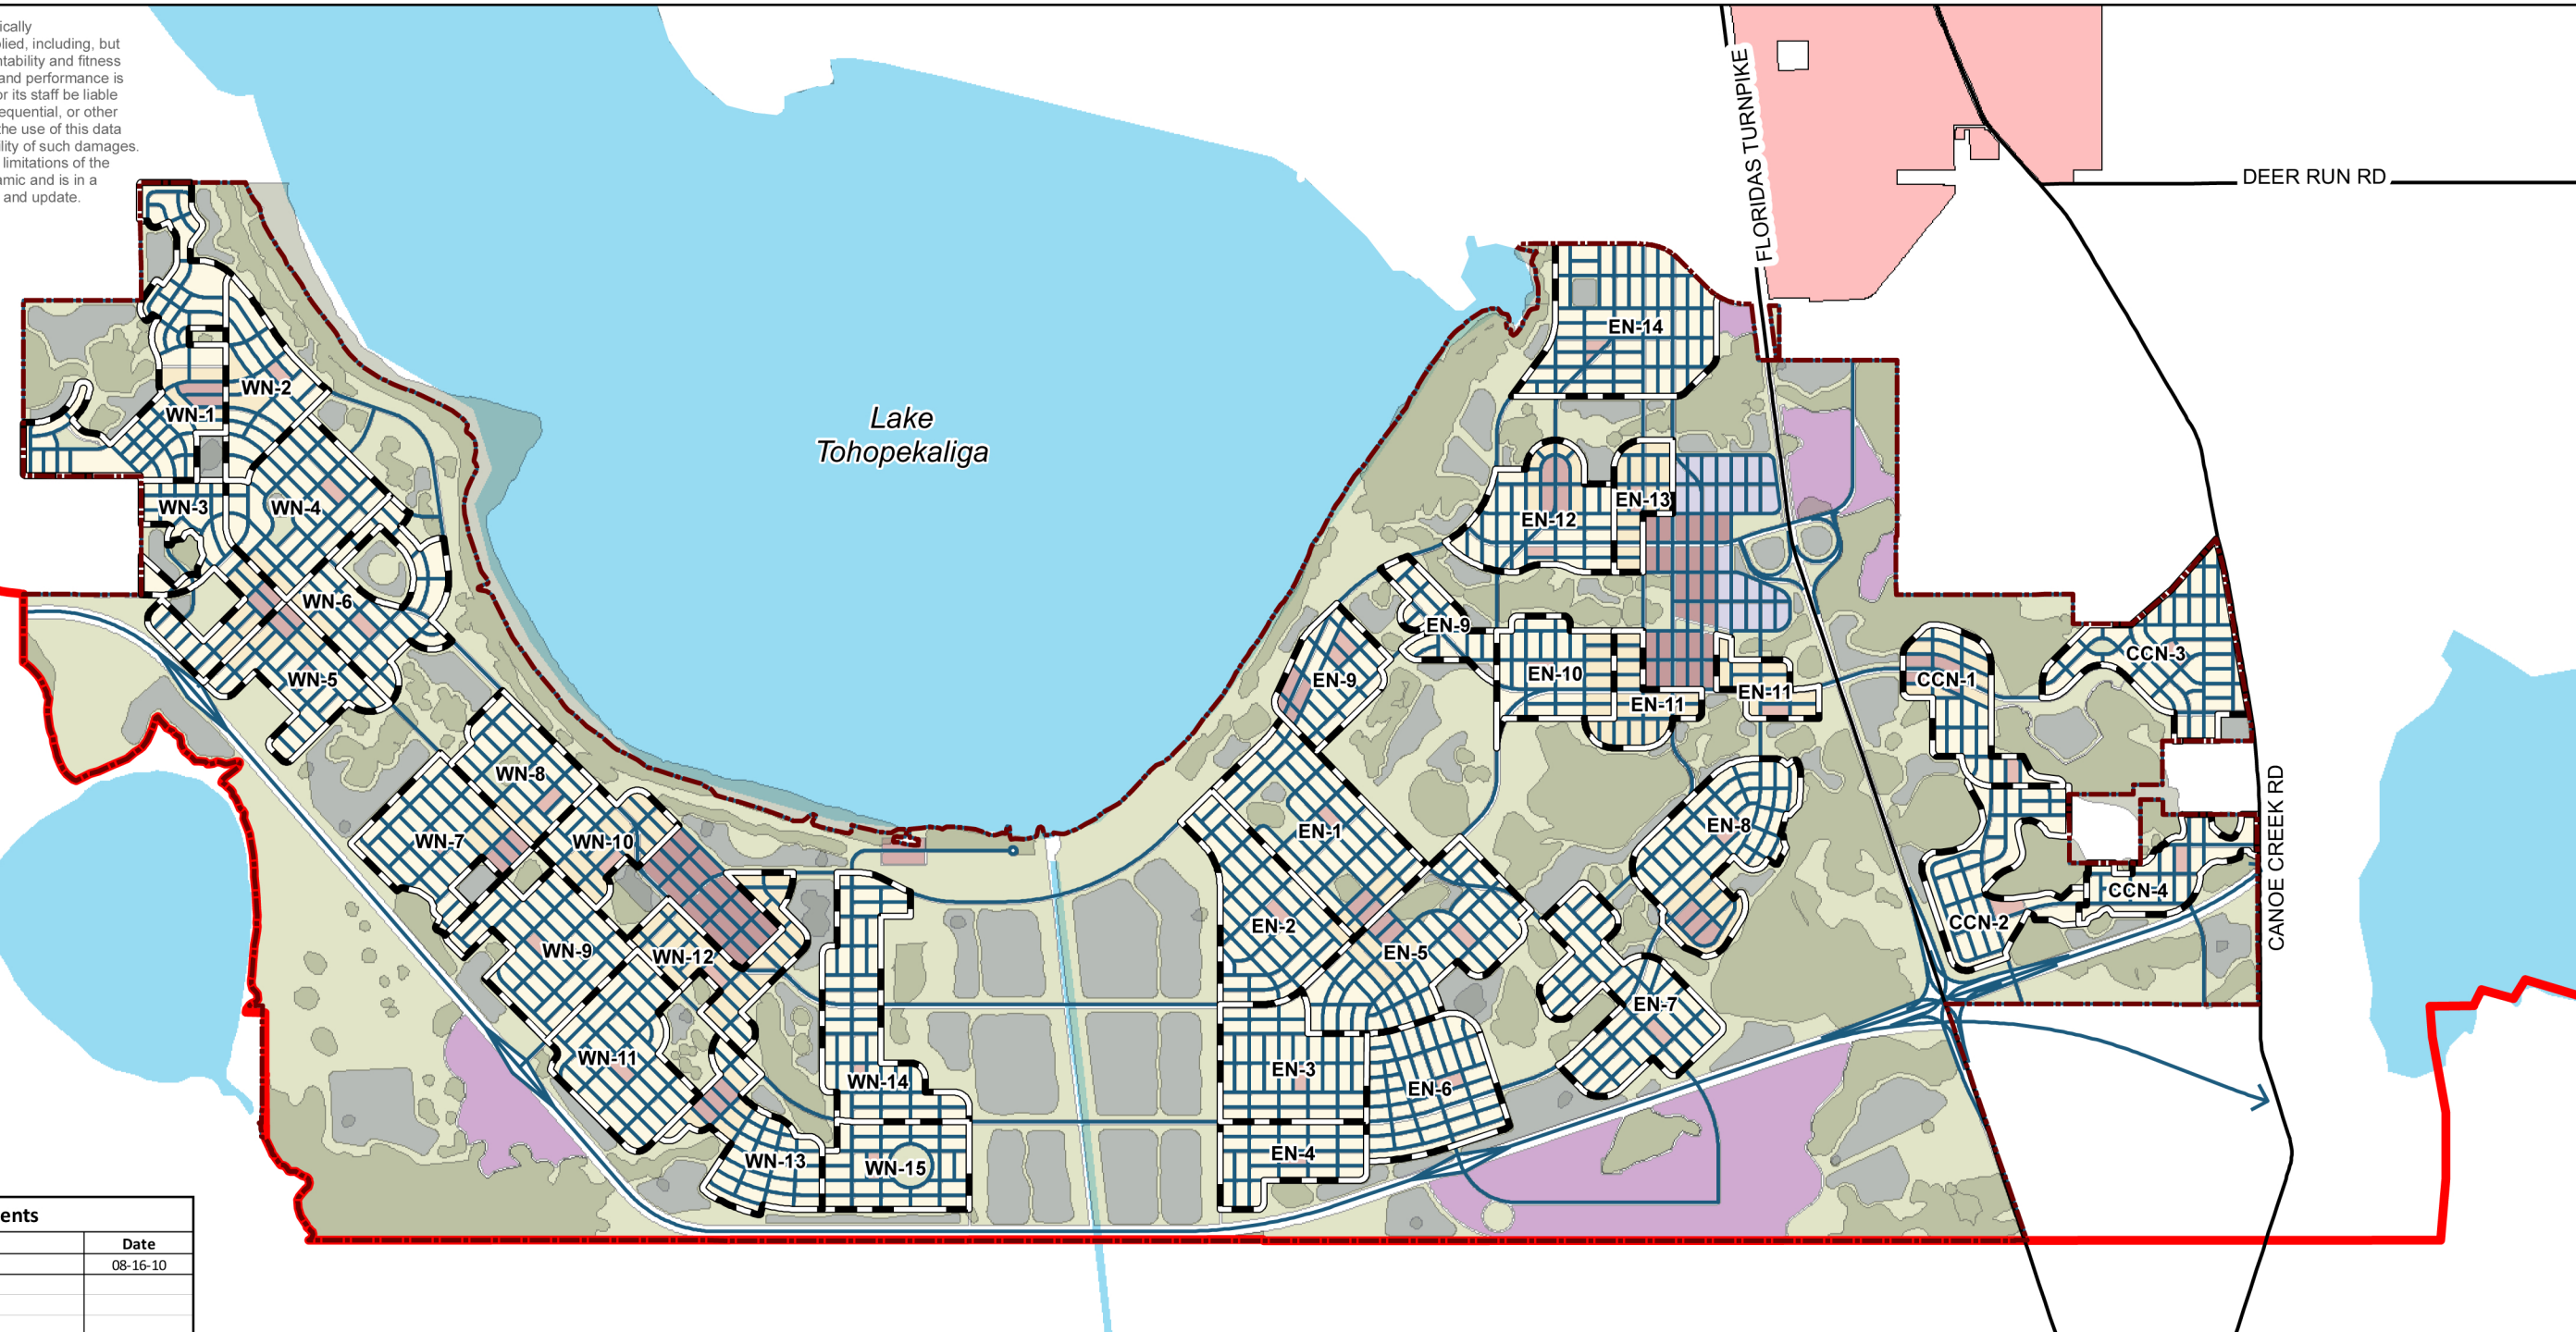 ically
lied, including, but
ntability and fitness
and performance is
or its staff be liable
equential, or other
the use of this data
ility of such damages.
limitations of the
amic and is in a
and update.
FLORIDAS TURNPIKE
DEER RUN RD
Lake
Tohopekaliga
EN-14
WN-2
WN-1
WN-3
WN-4
EN-13
EN-12
WN-6
EN-9
WN-5
EN-9
EN-10
EN-11
EN-11
CCN-1
CCN-3
WN-8
WN-7
WN-10
EN-1
EN-8
CANOE CREEK RD
CCN-4
CCN-2
WN-9
WN-12
EN-2
EN-5
EN-7
WN-11
WN-14
EN-3
EN-6
WN-13
WN-15
EN-4
ents
Date
08-16-10